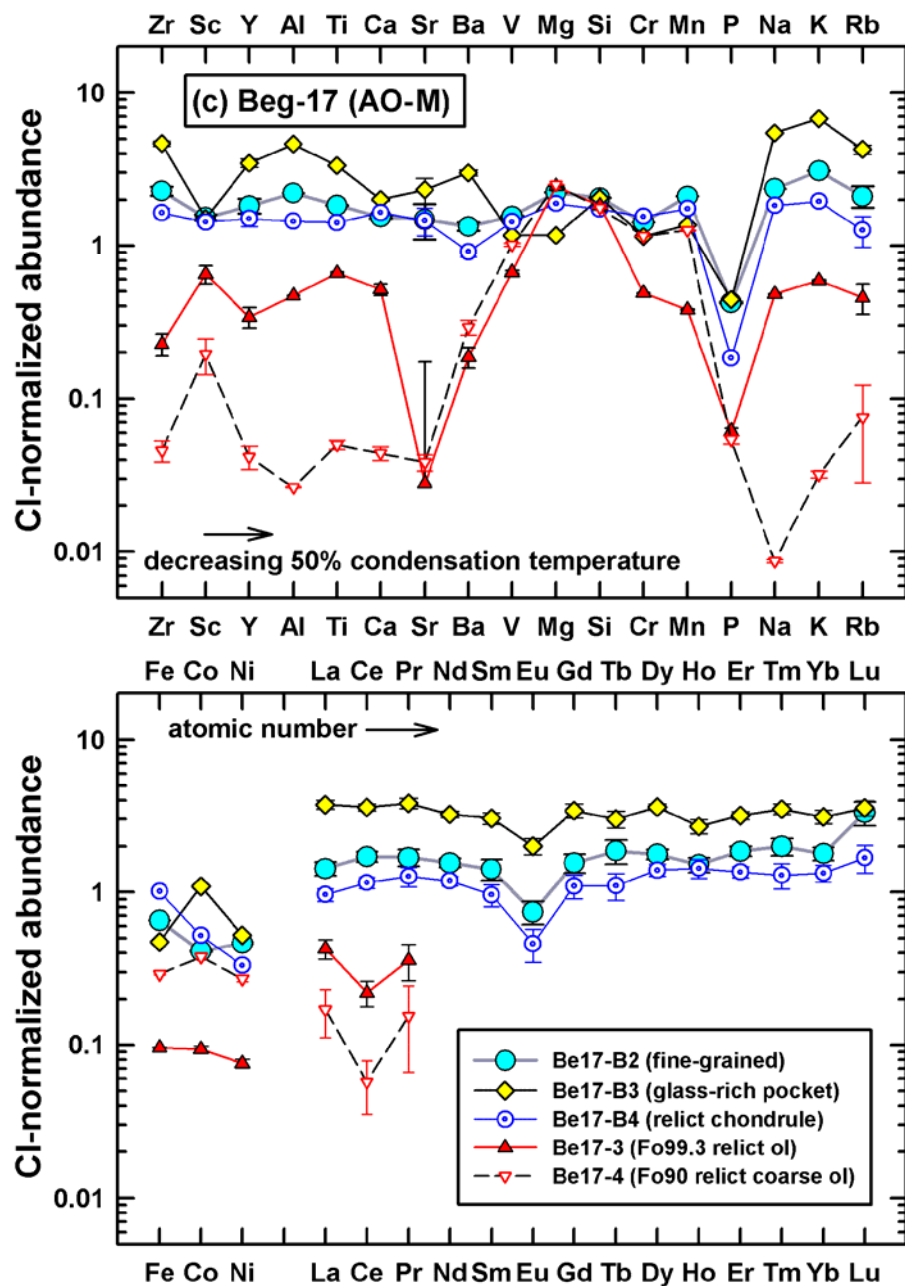 Zr Sc Y Al Ti Ca Sr Ba V Mg Si Cr Mn P Na K Rb
(c) Beg-17 (AO-M)
10
1
0.1
0.01
CI-normalized abundance
decreasing 50% condensation temperature
Zr Sc Y Al Ti Ca Sr Ba V Mg Si Cr Mn P Na K Rb
Fe Co Ni La Ce Pr Nd Sm Eu Gd Tb Dy Ho Er Tm Yb Lu
atomic number
10
1
0.1
0.01
CI-normalized abundance
Be17-B2 (fine-grained)
Be17-B3 (glass-rich pocket)
Be17-B4 (relict chondrule)
Be17-3 (Fo99.3 relict ol)
Be17-4 (Fo90 relict coarse ol)
Fe Co Ni La Ce Pr Nd Sm Eu Gd Tb Dy Ho Er Tm Yb Lu